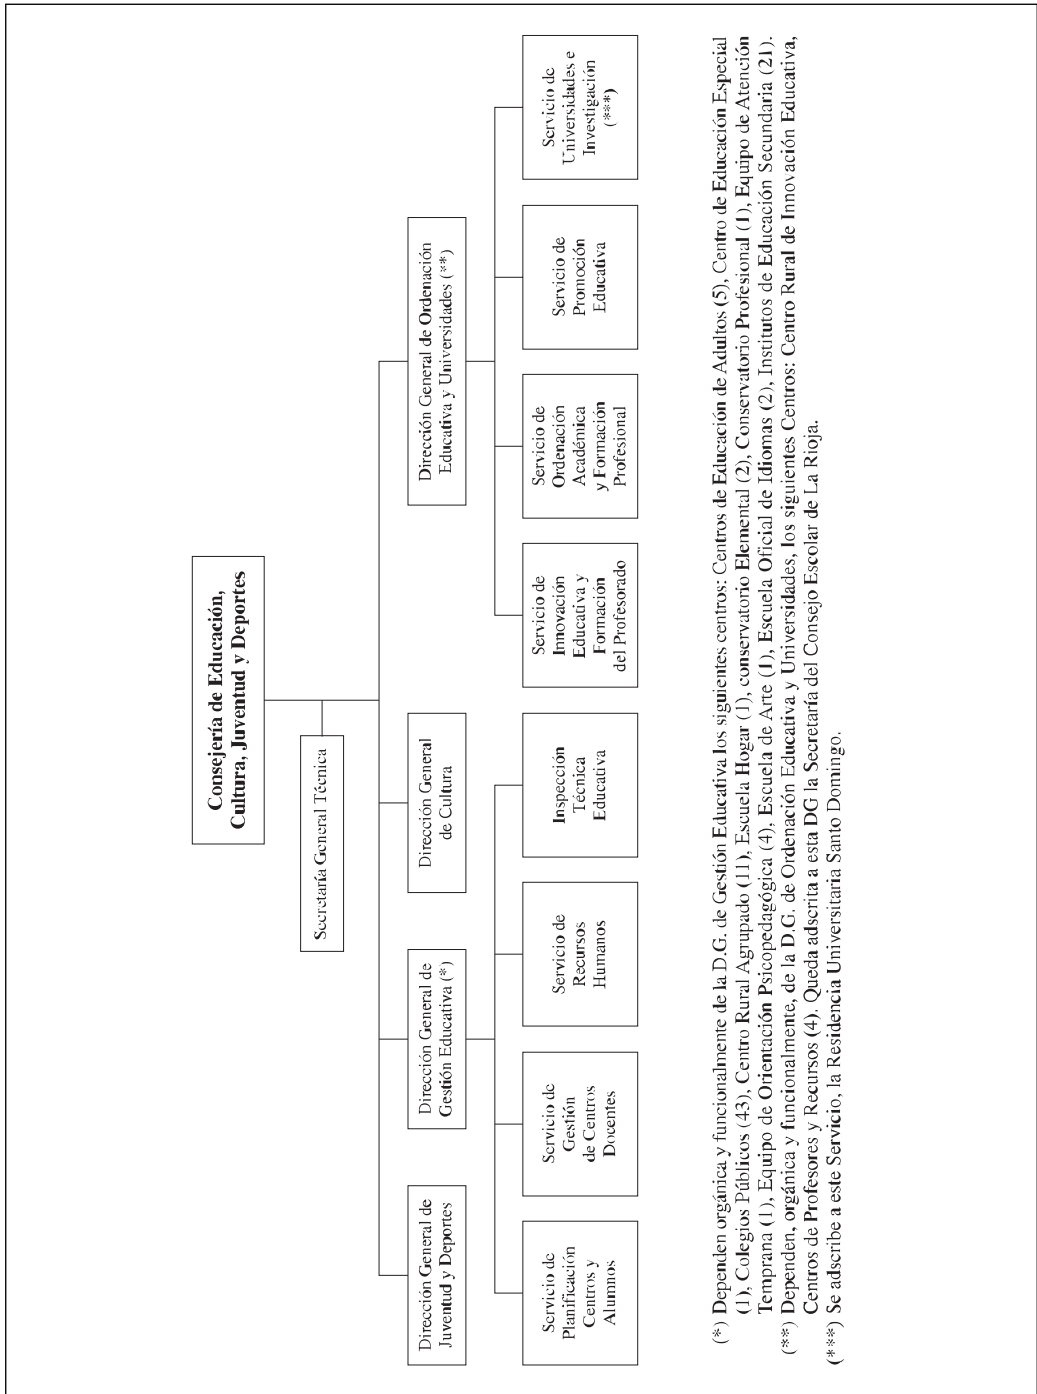 Consejería de Educación,
Cultura, Juventud y Deportes
Secretaría General Técnica
Dirección General de
Juventud y Deportes
Dirección General de
Gestión Educativa (*)
Dirección General
de Cultura
Dirección General de Ordenación
Educativa y Universidades (**)
Servicio de
Planificación
Centros y
Alumnos
Servicio de
Gestión
de Centros
Docentes
Servicio de
Recursos
Humanos
Inspección
Técnica
Educativa
Servicio de
Innovación
Educativa y
Formación
del Profesorado
Servicio de
Ordenación
Académica
y Formación
Profesional
Servicio de
Promoción
Educativa
Servicio de
Universidades e
Investigación
(***)
(*) Dependen orgánica y funcionalmente de la D.G. de Gestión Educativa los siguientes centros: Centros de Educación de Adultos (5), Centro de Educación Especial
(1), Colegios Públicos (43), Centro Rural Agrupado (11), Escuela Hogar (1), conservatorio Elemental (2), Conservatorio Profesional (1), Equipo de Atención
Temprana (1), Equipo de Orientación Psicopedagógica (4), Escuela de Arte (1), Escuela Oficial de Idiomas (2), Institutos de Educación Secundaria (21).
(**) Dependen, orgánica y funcionalmente, de la D.G. de Ordenación Educativa y Universidades, los siguientes Centros: Centro Rural de Innovación Educativa,
Centros de Profesores y Recursos (4). Queda adscrita a esta DG la Secretaría del Consejo Escolar de La Rioja.
(***) Se adscribe a este Servicio, la Residencia Universitaria Santo Domingo.